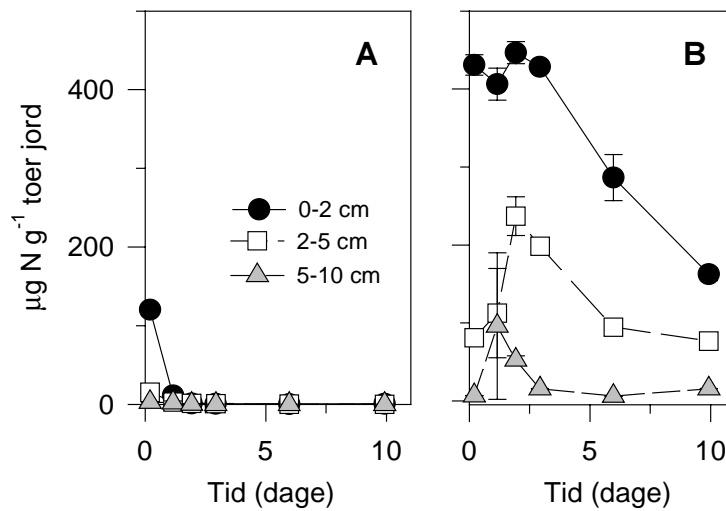 A
B
400
200
0
µg N g⁻¹ toer jord
0-2 cm
2-5 cm
5-10 cm
0 5 10
0 5 10
Tid (dage)
Tid (dage)